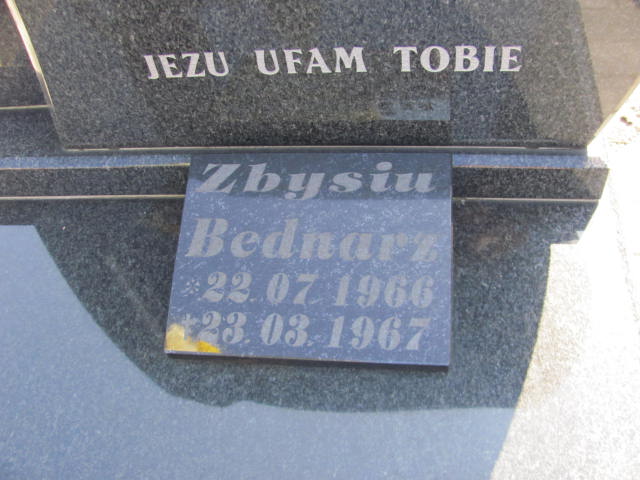 JEZU UFAM TOBIE
Zbysiu
Bednarz
* 22.07.1966
+ 23.03.1967